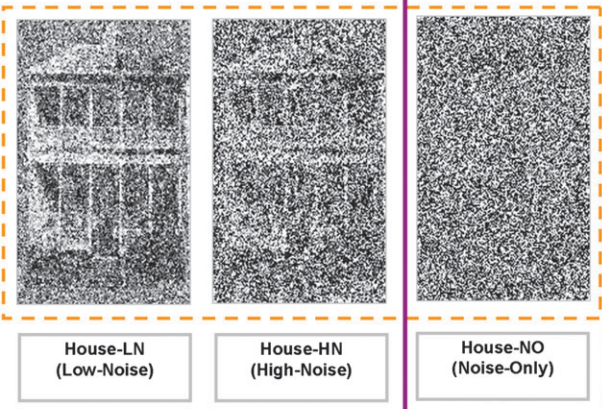 House-LN
(Low-Noise)
House-HN
(High-Noise)
House-NO
(Noise-Only)